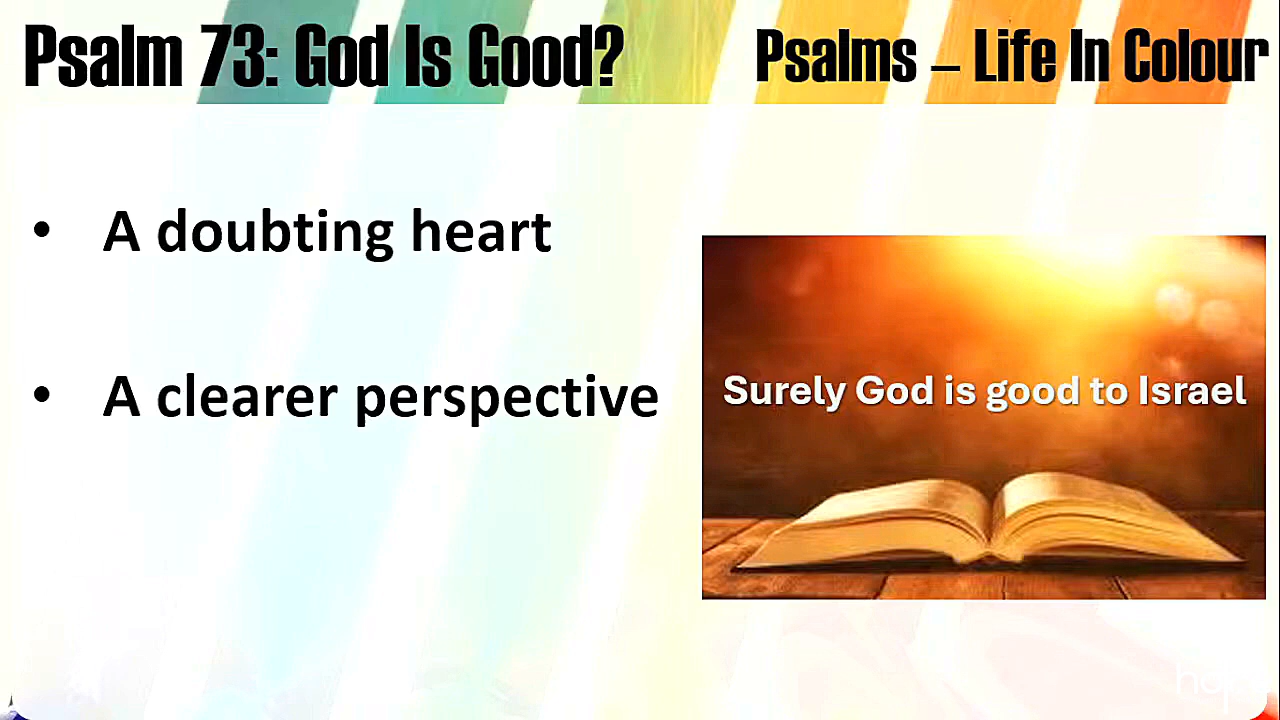 Psalm 73: God Is Good?
Psalms – Life In Colour
• A doubting heart
• A clearer perspective
Surely God is good to Israel